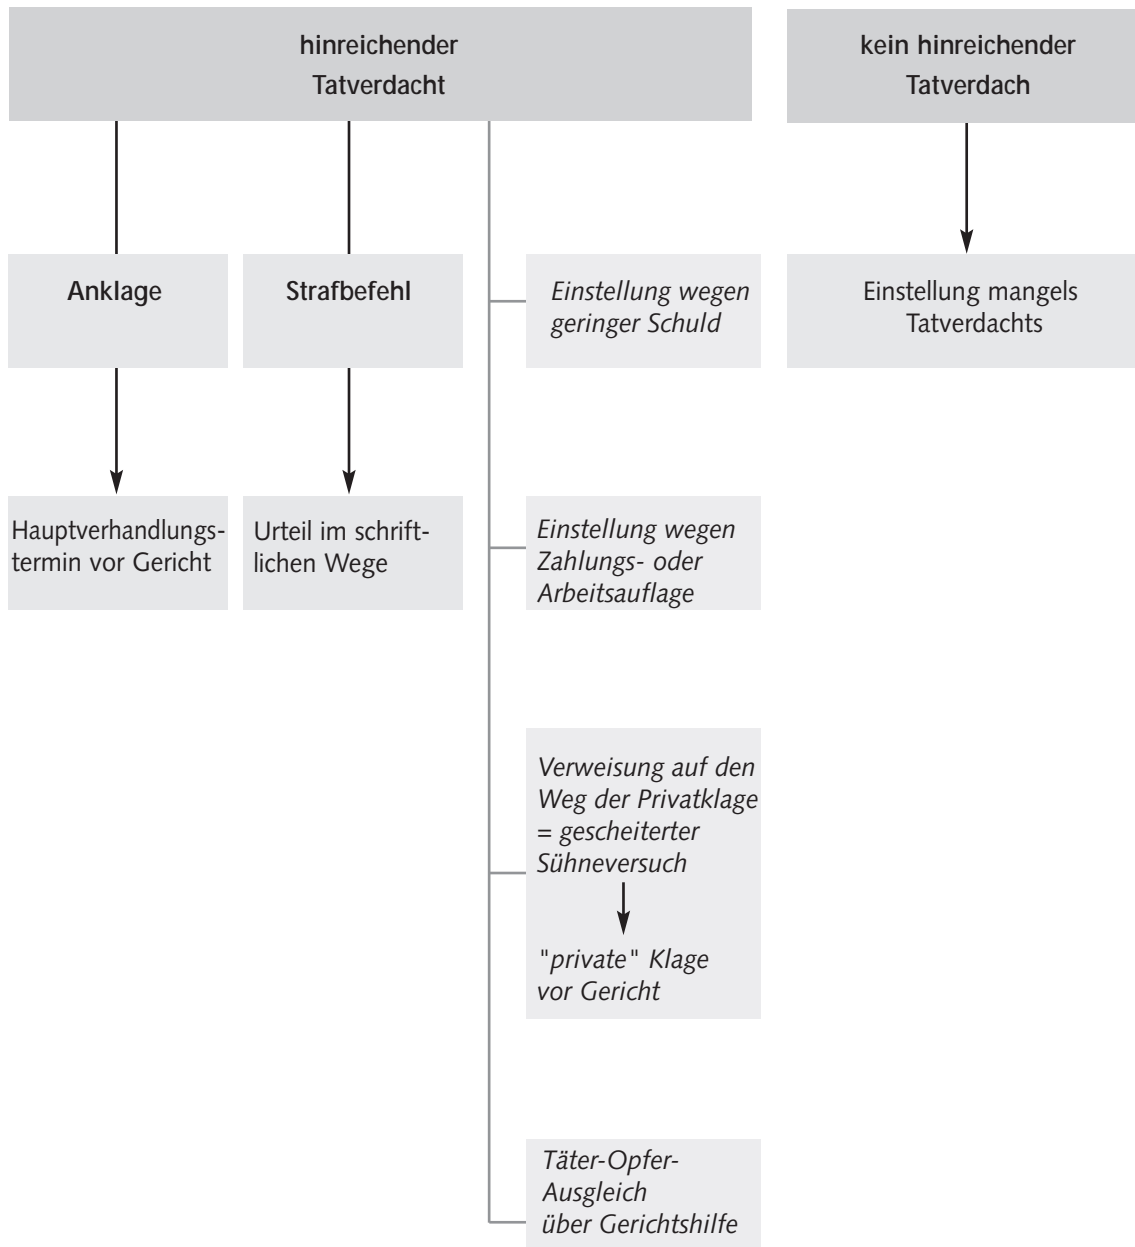 hinreichender
Tatverdacht
kein hinreichender
Tatverdach
Anklage
Strafbefehl
Einstellung wegen
geringer Schuld
Einstellung mangels
Tatverdachts
Hauptverhandlungs-
termin vor Gericht
Urteil im schrift-
lichen Wege
Einstellung wegen
Zahlungs- oder
Arbeitsauflage
Verweisung auf den
Weg der Privatklage
= gescheiterter
Sühneversuch
"private" Klage
vor Gericht
Täter-Opfer-
Ausgleich
über Gerichtshilfe